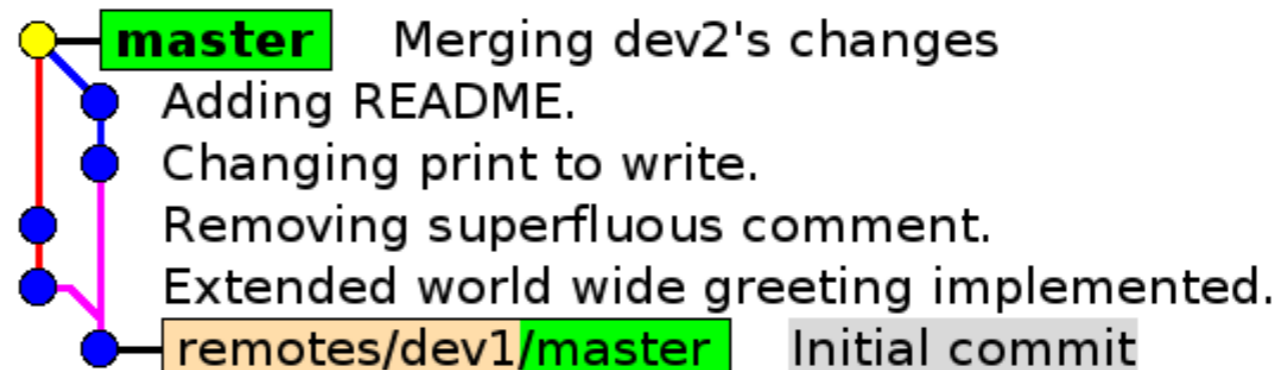 master Merging dev2's changes
Adding README.
Changing print to write.
Removing superfluous comment.
Extended world wide greeting implemented.
remotes/dev1/master Initial commit